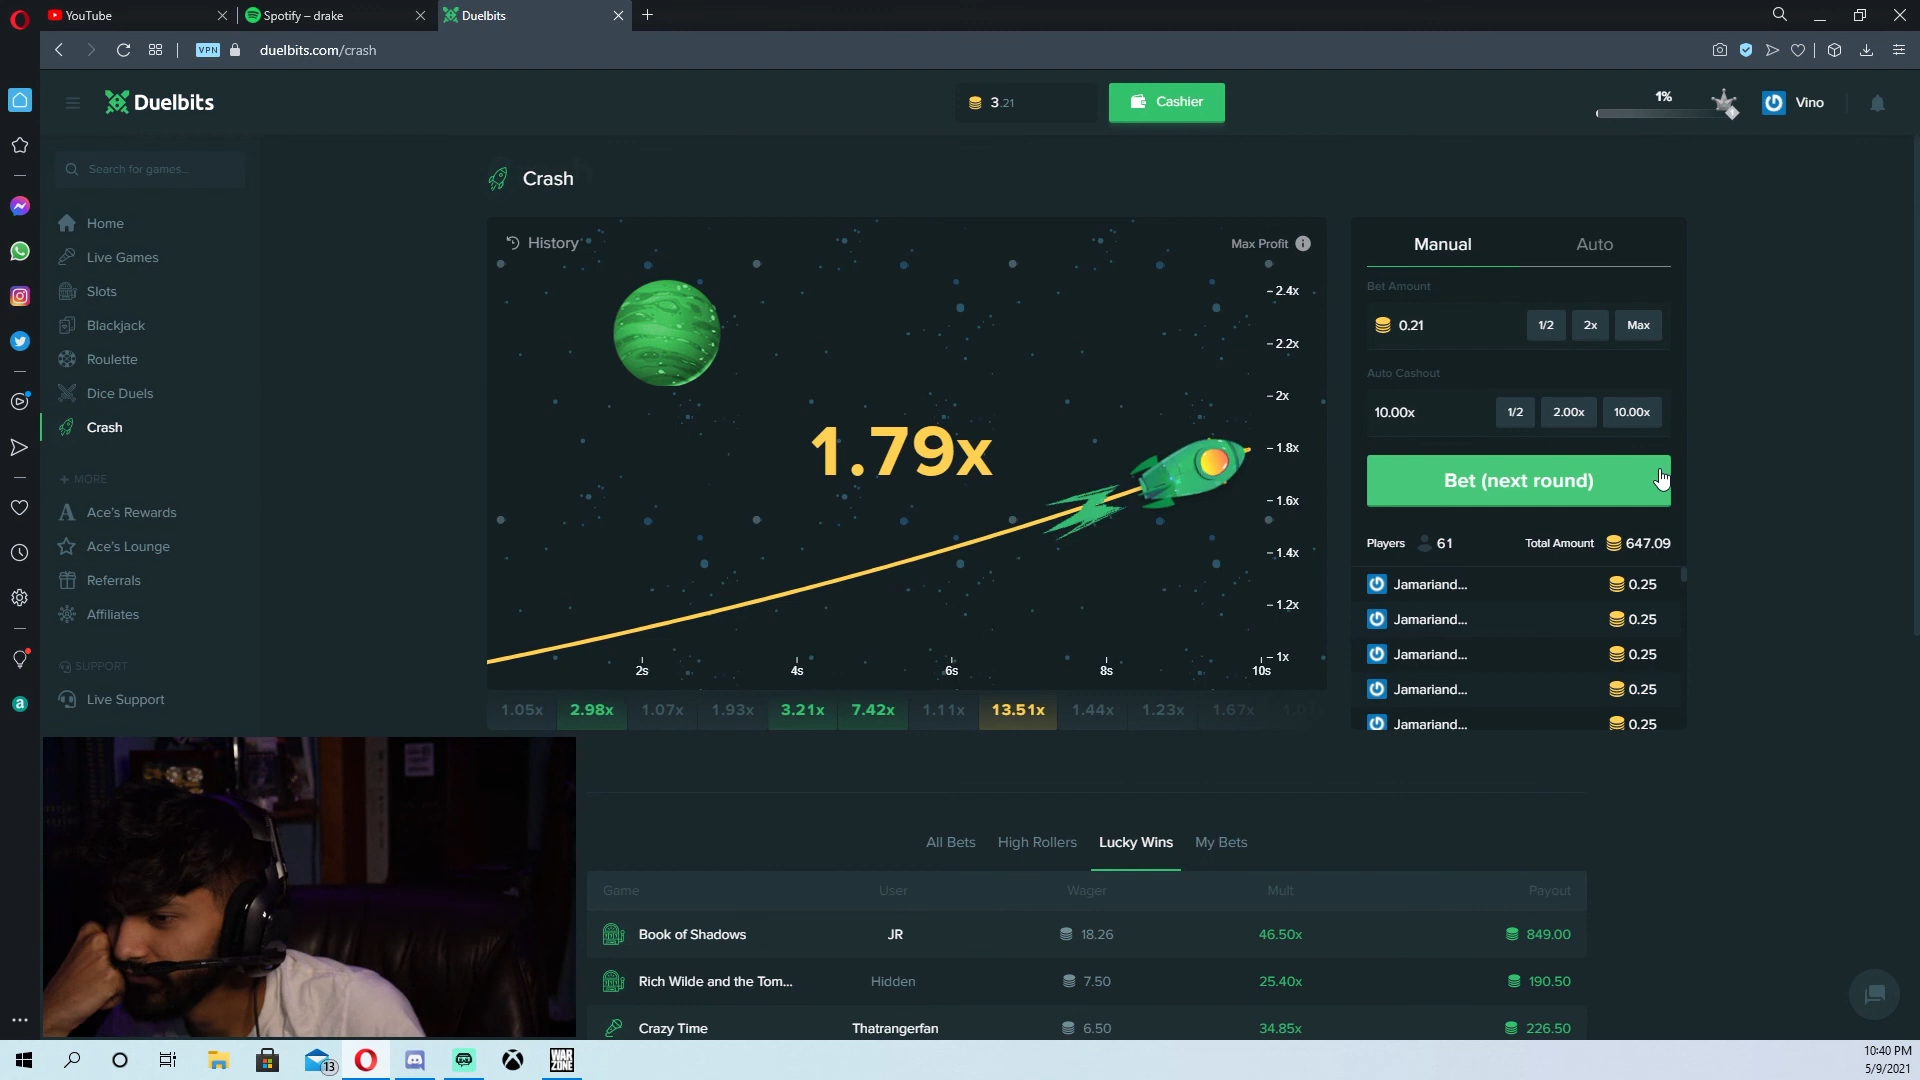 YouTube
Spotify – drake
Duelbits
VPN
duelbits.com/crash
Duelbits
3.21
Cashier
1%
1
Vino
Search for games...
Home
Live Games
Slots
Blackjack
Roulette
Dice Duels
Crash
+ MORE
Ace's Rewards
Ace's Lounge
Referrals
Affiliates
SUPPORT
Live Support
Crash
History
Max Profit
2.4x
2.2x
2x
1.8x
1.6x
1.4x
1.2x
1x
1.79x
2s
4s
6s
8s
10s
1.05x 2.98x 1.07x 1.93x 3.21x 7.42x 1.11x 13.51x 1.44x 1.23x 1.67x
Manual Auto
Bet Amount
0.21 1/2 2x Max
Auto Cashout
10.00x 1/2 2.00x 10.00x
Bet (next round)
Players 61 Total Amount 647.09
Jamariand... 0.25
Jamariand... 0.25
Jamariand... 0.25
Jamariand... 0.25
Jamariand... 0.25
All Bets High Rollers Lucky Wins My Bets
Game User Wager Mult Payout
Book of Shadows JR 18.26 46.50x 849.00
Rich Wilde and the Tom... Hidden 7.50 25.40x 190.50
Crazy Time Thatrangerfan 6.50 34.85x 226.50
13
WAR
ZONE
10:40 PM
5/9/2021